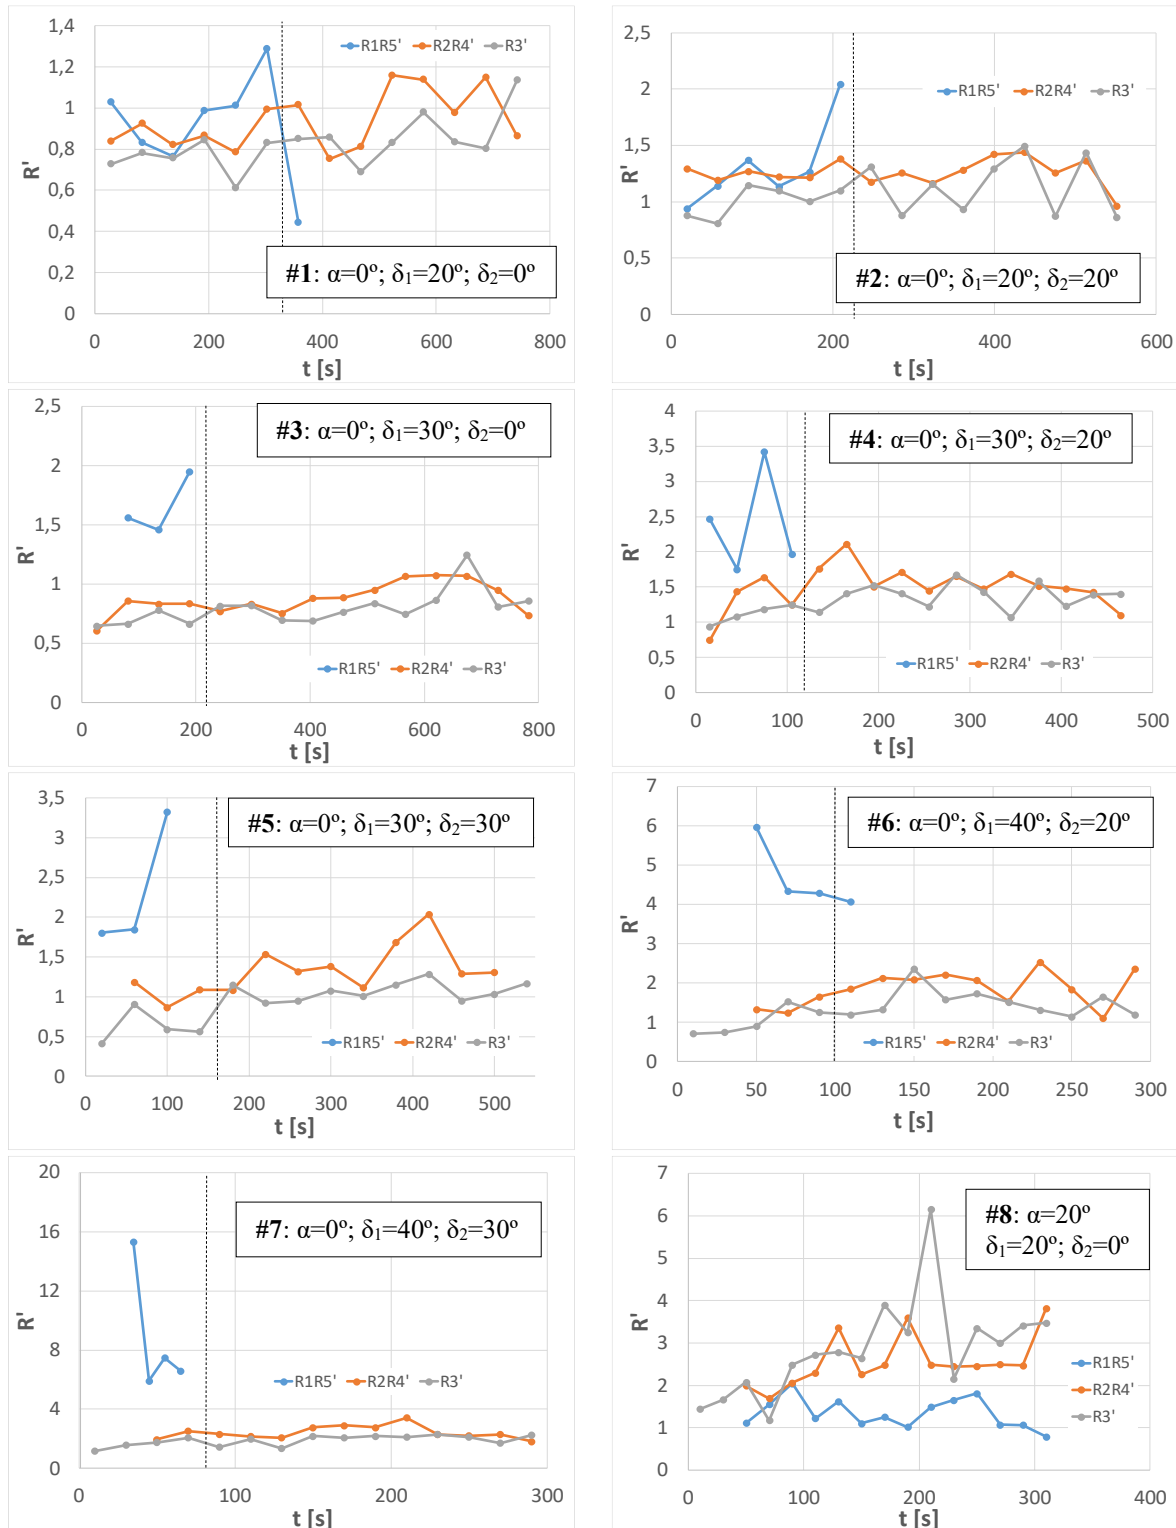 1,4
1,2
1
0,8
0,6
0,4
0,2
0
R'
R1R5' R2R4' R3'
#1: α=0º; δ₁=20º; δ₂=0º
0 200 400 600 800
t [s]
2,5
2
1,5
1
0,5
0
R'
R1R5' R2R4' R3'
#2: α=0º; δ₁=20º; δ₂=20º
0 200 400 600
t [s]
2,5
2
1,5
1
0,5
0
R'
#3: α=0º; δ₁=30º; δ₂=0º
R1R5' R2R4' R3'
0 200 400 600 800
t [s]
4
3,5
3
2,5
2
1,5
1
0,5
0
R'
#4: α=0º; δ₁=30º; δ₂=20º
R1R5' R2R4' R3'
0 100 200 300 400 500
t [s]
3,5
3
2,5
2
1,5
1
0,5
0
R'
#5: α=0º; δ₁=30º; δ₂=30º
R1R5' R2R4' R3'
0 100 200 300 400 500
t [s]
7
6
5
4
3
2
1
0
R'
#6: α=0º; δ₁=40º; δ₂=20º
R1R5' R2R4' R3'
0 50 100 150 200 250 300
t [s]
20
16
12
8
4
0
R'
#7: α=0º; δ₁=40º; δ₂=30º
R1R5' R2R4' R3'
0 100 200 300
t [s]
7
6
5
4
3
2
1
0
R'
#8: α=20º
δ₁=20º; δ₂=0º
R1R5'
R2R4'
R3'
0 100 200 300 400
t [s]